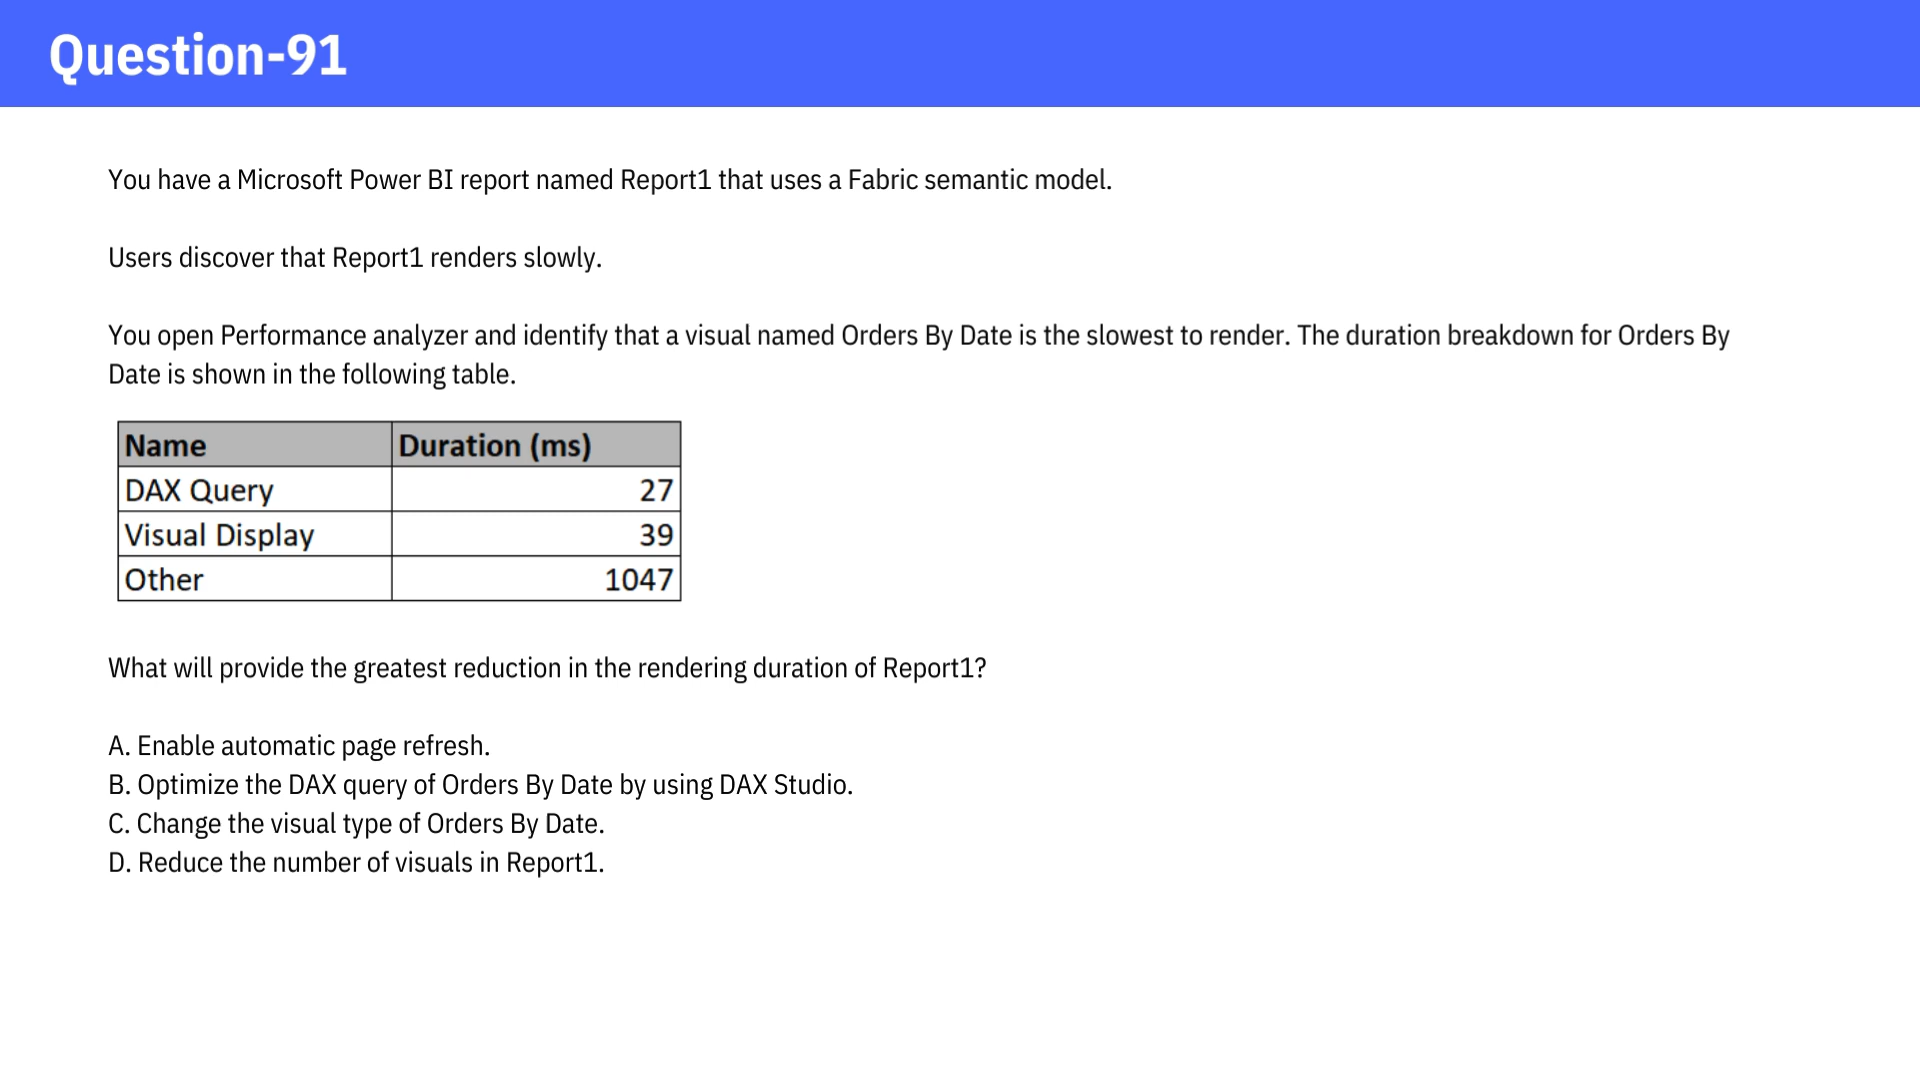 Question-91
You have a Microsoft Power BI report named Report1 that uses a Fabric semantic model.
Users discover that Report1 renders slowly.
You open Performance analyzer and identify that a visual named Orders By Date is the slowest to render. The duration breakdown for Orders By
Date is shown in the following table.
Name Duration (ms)
DAX Query 27
Visual Display 39
Other 1047
What will provide the greatest reduction in the rendering duration of Report1?
A. Enable automatic page refresh.
B. Optimize the DAX query of Orders By Date by using DAX Studio.
C. Change the visual type of Orders By Date.
D. Reduce the number of visuals in Report1.